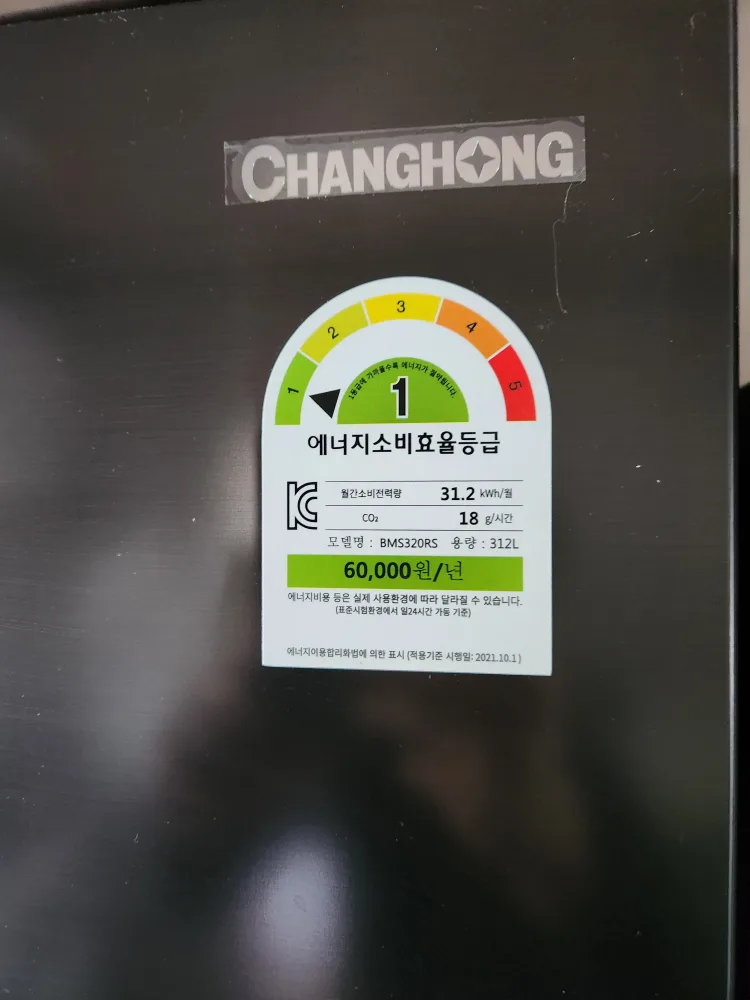 CHANGHONG
1 2 3 4 5
1등급에 가까울수록 에너지가 절약됩니다.
1
에너지소비효율등급
월간소비전력량 31.2 kWh/월
CO₂ 18 g/시간
모델명 : BMS320RS 용량 : 312L
60,000원/년
에너지비용 등은 실제 사용환경에 따라 달라질 수 있습니다.
(표준시험환경에서 일24시간 가동 기준)
에너지이용합리화법에 의한 표시 (적용기준 시행일: 2021.10.1)